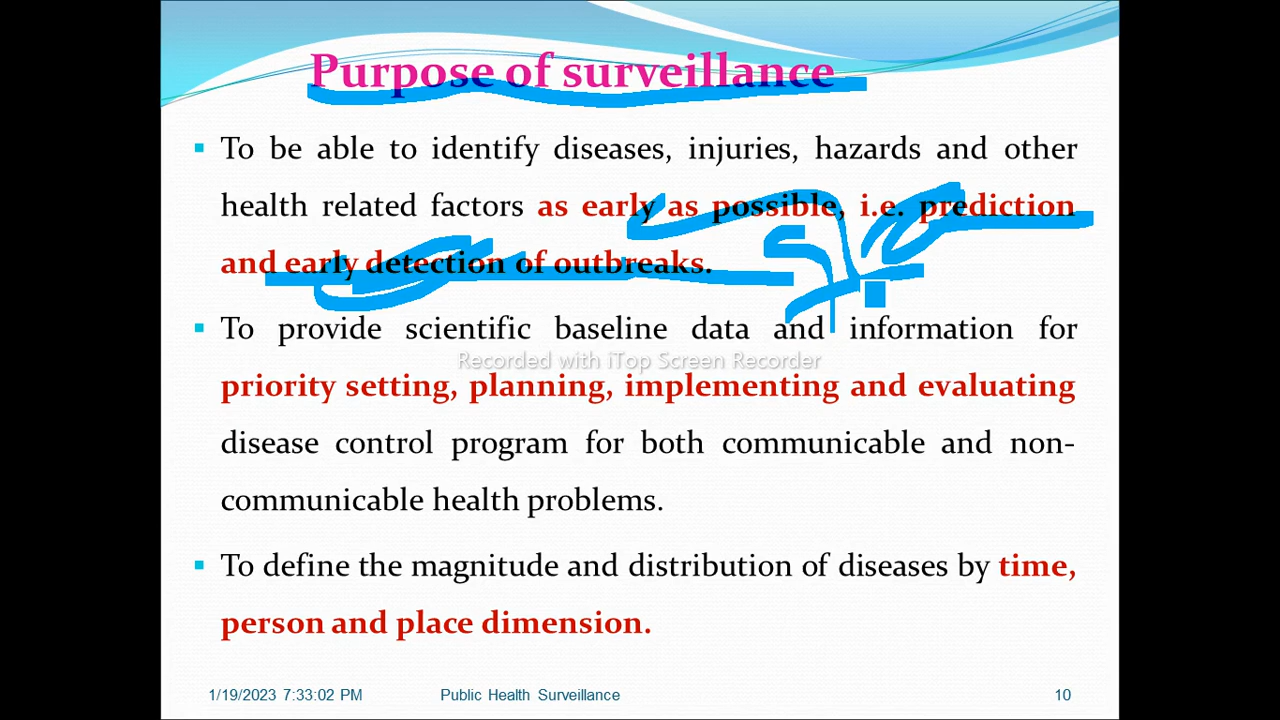 Purpose of surveillance
▪ To be able to identify diseases, injuries, hazards and other
health related factors as early as possible, i.e. prediction
and early detection of outbreaks.
▪ To provide scientific baseline data and information for
Recorded with iTop Screen Recorder
priority setting, planning, implementing and evaluating
disease control program for both communicable and non-
communicable health problems.
▪ To define the magnitude and distribution of diseases by time,
person and place dimension.
1/19/2023 7:33:02 PM Public Health Surveillance 10